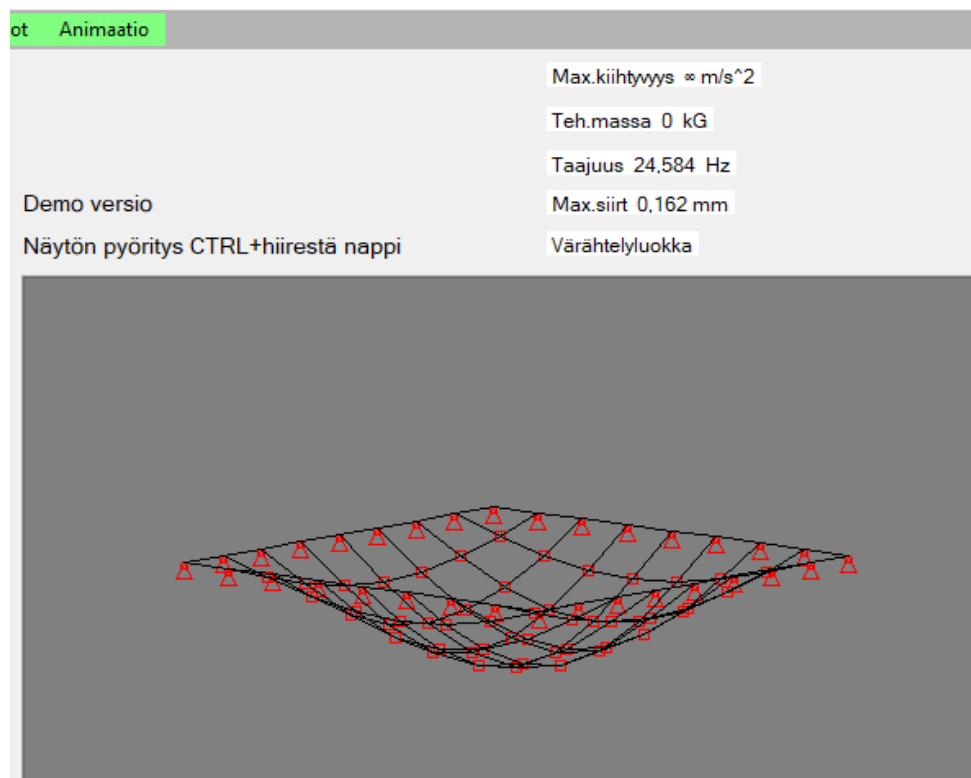 ot Animaatio
Max.kiihtyvyys ∞ m/s^2
Teh.massa 0 kG
Taajuus 24,584 Hz
Demo versio
Max.siirt 0,162 mm
Näytön pyöritys CTRL+hiirestä nappi
Värähtelyluokka